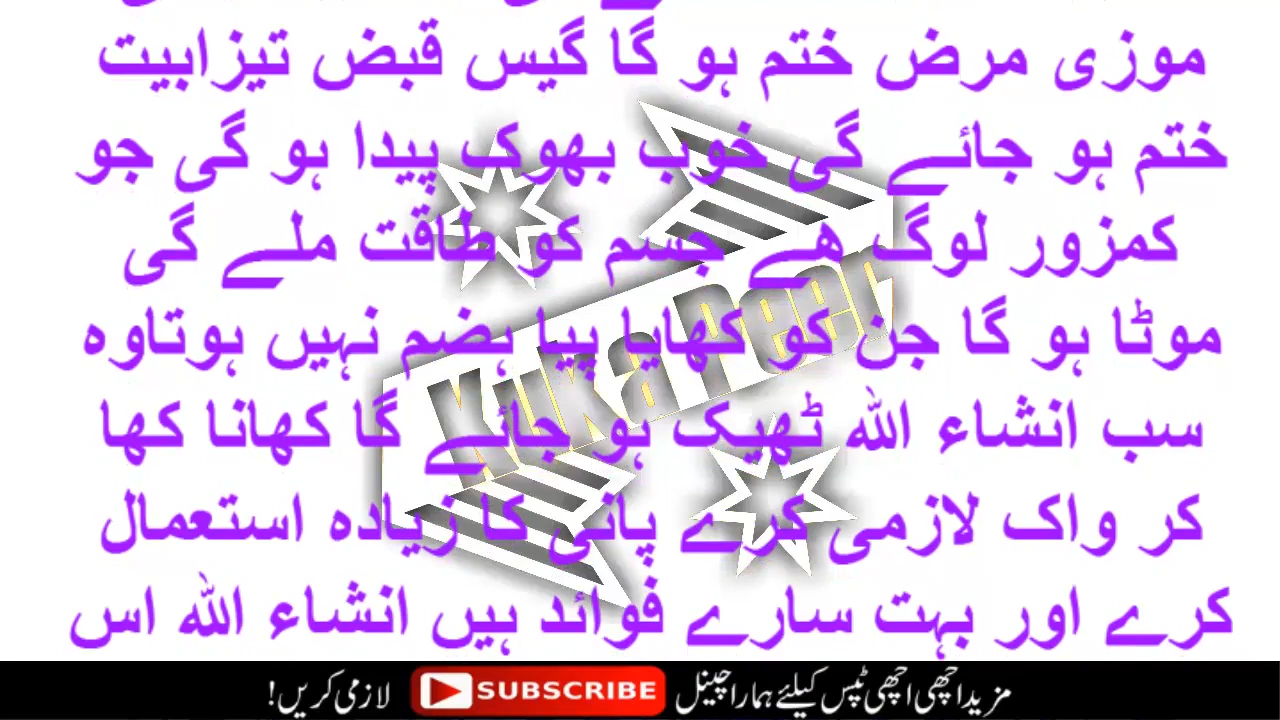 موزی مرض ختم ہو گا گیس قبض تیزابیت
ختم ہو جائے گی خوب بھوک پیدا ہو گی جو
کمزور لوگ ھے جسم کو طاقت ملے گی
موٹا ہو گا جن کو کھایا پیا ہضم نہیں ہوتاوہ
سب انشاء اللہ ٹھیک ہو جائے گا کھانا کھا
کر واک لازمی کرے پانی کا زیادہ استعمال
کرے اور بہت سارے فوائد ہیں انشاء اللہ اس
Kuka Peer
مزید اچھی اچھی ٹپس کیلئے ہمارا چینل SUBSCRIBE لازمی کریں!